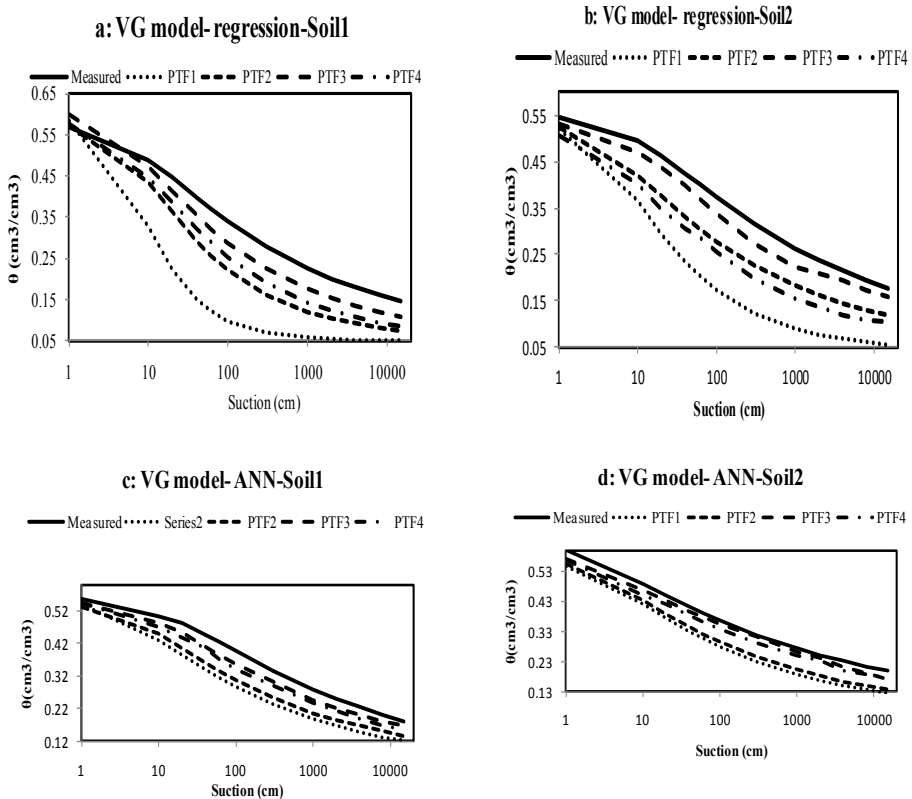 a: VG model- regression-Soil1
Measured PTF1 PTF2 PTF3 PTF4
0.65
0.55
0.45
0.35
0.25
0.15
0.05
θ (cm3/cm3)
1 10 100 1000 10000
Suction (cm)
b: VG model- regression-Soil2
Measured PTF1 PTF2 PTF3 PTF4
0.55
0.45
0.35
0.25
0.15
0.05
θ(cm3/cm3)
1 10 100 1000 10000
Suction (cm)
c: VG model- ANN-Soil1
Measured Series2 PTF2 PTF3 PTF4
0.52
0.42
0.32
0.22
0.12
θ(cm3/cm3)
1 10 100 1000 10000
Suction (cm)
d: VG model- ANN-Soil2
Measured PTF1 PTF2 PTF3 PTF4
0.53
0.43
0.33
0.23
0.13
θ(cm3/cm3)
1 10 100 1000 10000
Suction (cm)